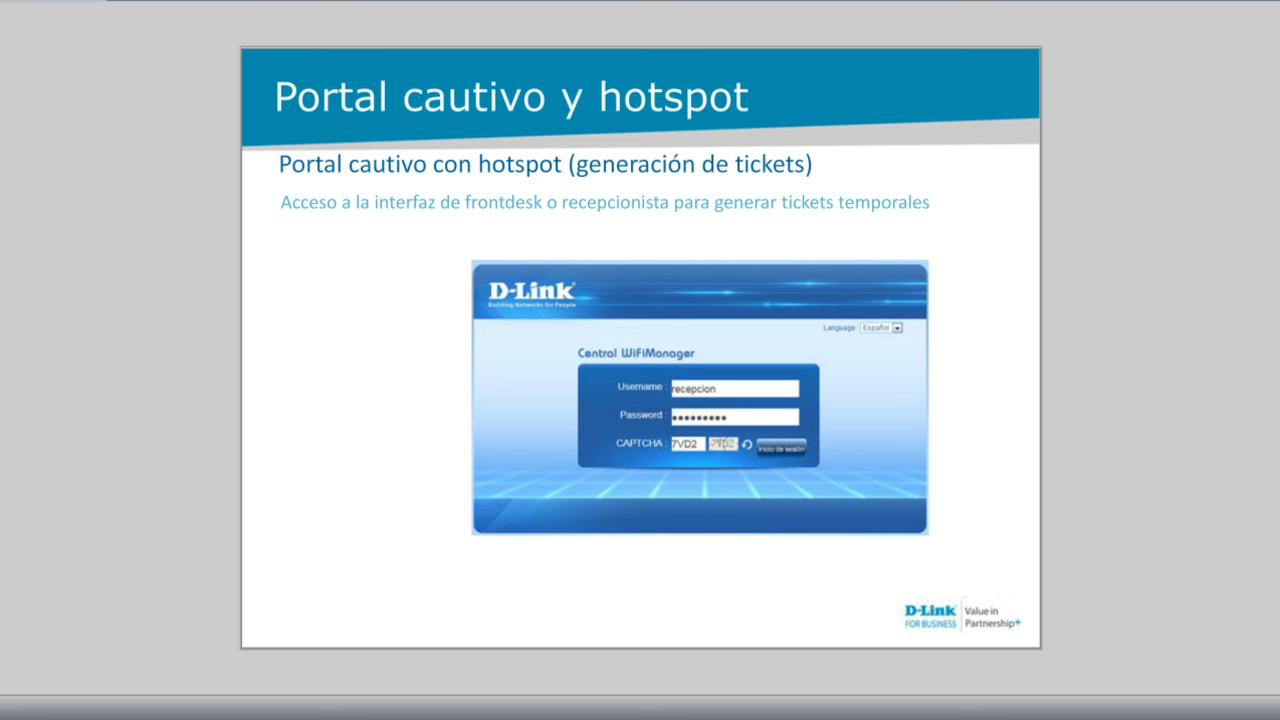 Portal cautivo y hotspot
Portal cautivo con hotspot (generación de tickets)
Acceso a la interfaz de frontdesk o recepcionista para generar tickets temporales
D-Link
Building Networks for People
Language : Español
Central WiFiManager
Username : recepcion
Password : •••••••••
CAPTCHA : 7VD2 7VD2 Inicio de sesión
D-Link Value in
FOR BUSINESS Partnership+